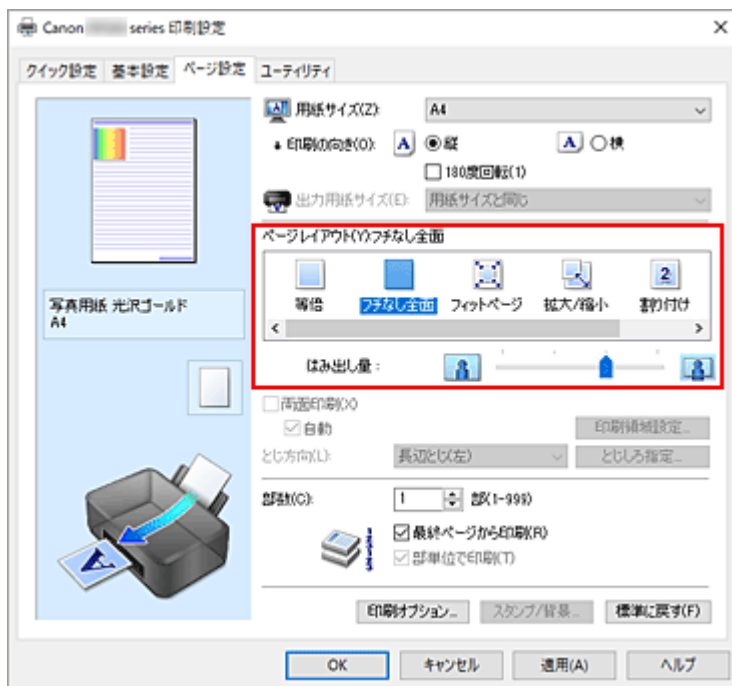 Canon series 印刷設定
クイック設定 基本設定 ページ設定 ユーティリティ
用紙サイズ(Z): A4
印刷の向き(O): A 縦 A 横
180度回転(1)
出力用紙サイズ(E): 用紙サイズと同じ
ページレイアウト(Y):フチなし全面
2
等倍 フチなし全面 フィットページ 拡大/縮小 割り付け
はみ出し量 :
写真用紙 光沢ゴールド
A4
両面印刷(X)
自動 印刷領域設定...
とじ方向(L): 長辺とじ(左) とじしろ指定...
部数(C): 1 部(1-999)
最終ページから印刷(R)
部単位で印刷(T)
A
印刷オプション... スタンプ/背景... 標準に戻す(F)
OK キャンセル 適用(A) ヘルプ